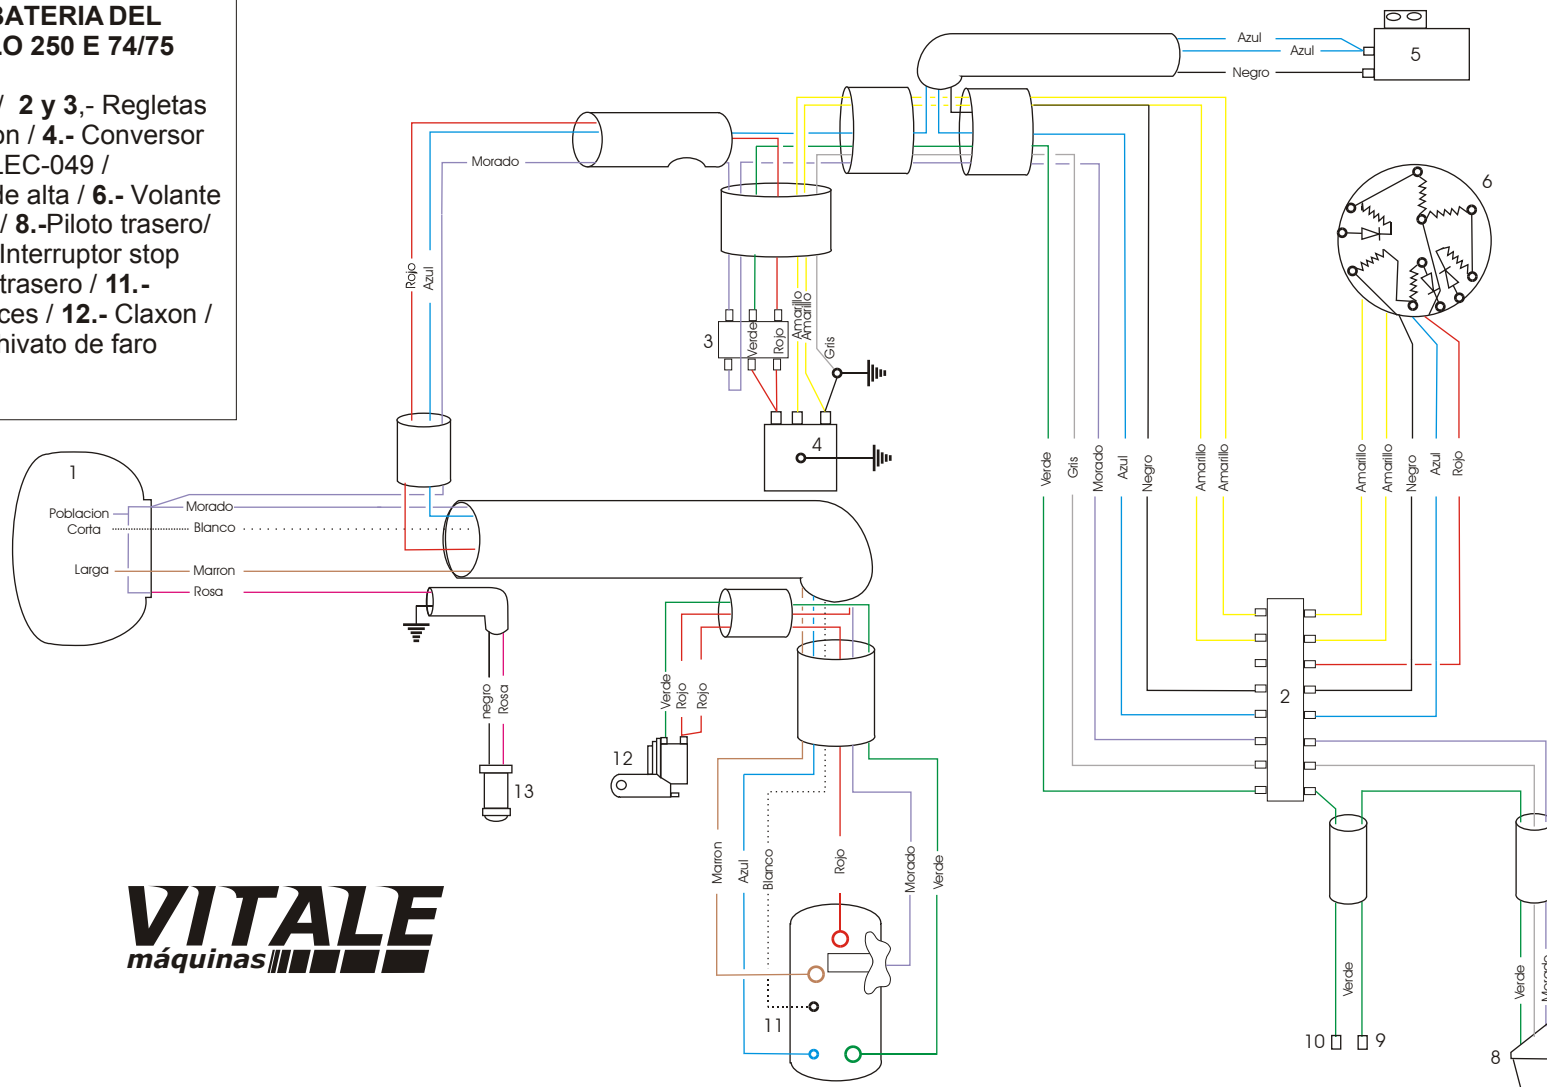 BATERIA DEL
LO 250 E 74/75
/ 2 y 3,- Regletas
on / 4.- Conversor
LEC-049 /
de alta / 6.- Volante
/ 8.-Piloto trasero/
Interruptor stop
trasero / 11.-
ces / 12.- Claxon /
hivato de faro
Azul
Azul
Negro
5
6
Morado
Rojo
Azul
3
Verde
Rojo
Amarillo
Amarillo
Gris
4
1
Poblacion
Corta
Larga
Morado
Blanco
Marron
Rosa
Verde
Gris
Morado
Azul
Negro
Amarillo
Amarillo
Amarillo
Amarillo
Negro
Azul
Rojo
2
negro
Rosa
13
Verde
Rojo
Rojo
12
Marron
Azul
Blanco
Rojo
Morado
Verde
11
Verde
10
9
Verde
Morado
8
VITALE
máquinas